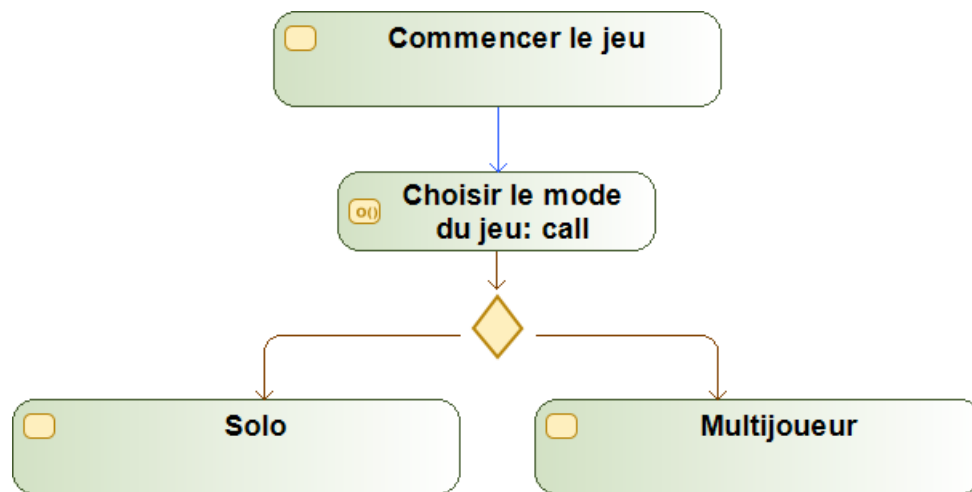 Commencer le jeu
o()
Choisir le mode
du jeu: call
Solo
Multijoueur